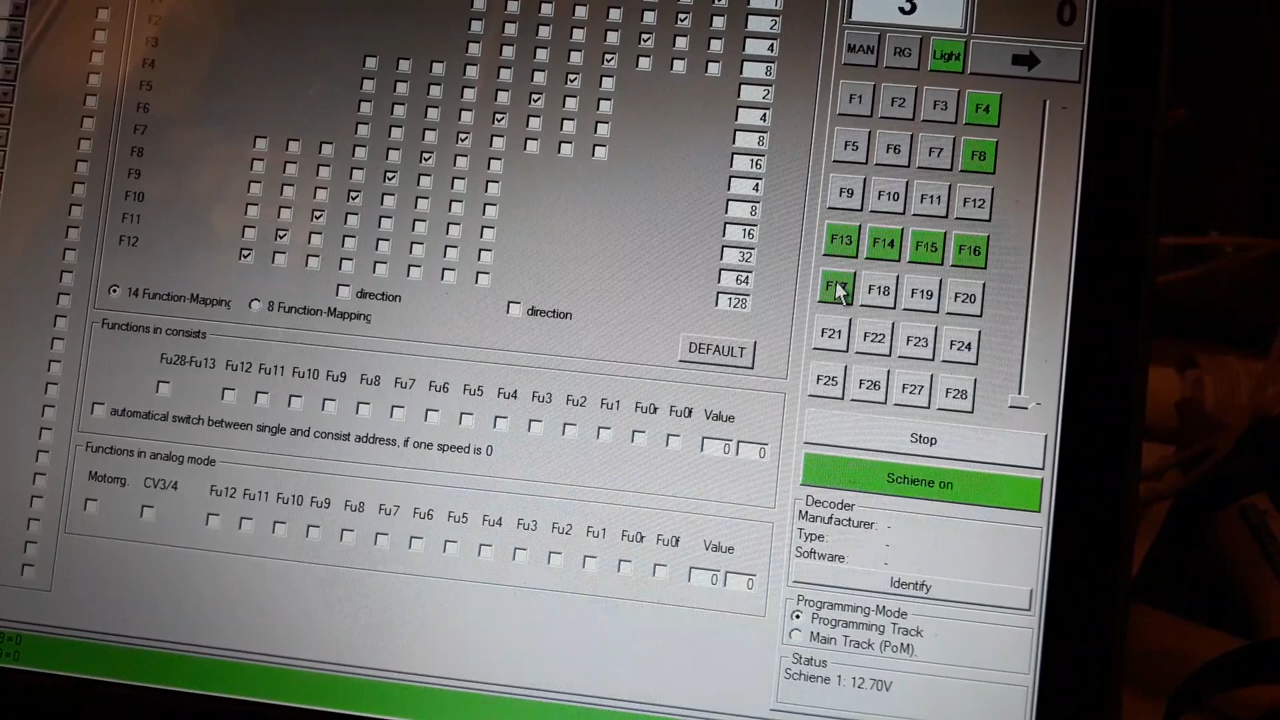 3
0
MAN RG Light
F1 F2 F3 F4
F5 F6 F7 F8
F9 F10 F11 F12
F13 F14 F15 F16
F18 F19 F20
F21 F22 F23 F24
F25 F26 F27 F28
Stop
Schiene on
Decoder
Manufacturer: -
Type: -
Software: -
Identify
Programming-Mode
Programming Track
Main Track (PoM).
Status
Schiene 1: 12.70V
2
F3 4
F4 8
F5 2
F6 4
F7 8
F8 16
F9 4
F10 8
F11 16
F12 32
64
128
14 Function-Mapping 8 Function-Mapping
direction
direction
DEFAULT
Functions in consists
Fu28-Fu13 Fu12 Fu11 Fu10 Fu9 Fu8 Fu7 Fu6 Fu5 Fu4 Fu3 Fu2 Fu1 Fu0r Fu0f Value
0 0
automatical switch between single and consist address, if one speed is 0
Functions in analog mode
Motorrg. CV3/4 Fu12 Fu11 Fu10 Fu9 Fu8 Fu7 Fu6 Fu5 Fu4 Fu3 Fu2 Fu1 Fu0r Fu0f Value
0 0